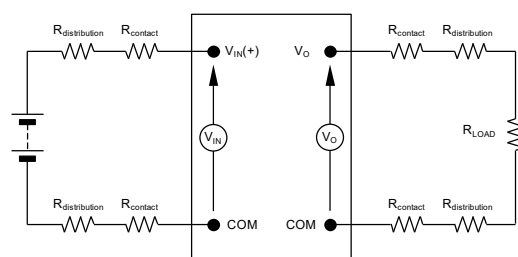 Rdistribution Rcontact Rcontact Rdistribution
VIN(+) VO
VIN VO RLOAD
Rdistribution Rcontact COM COM Rcontact Rdistribution